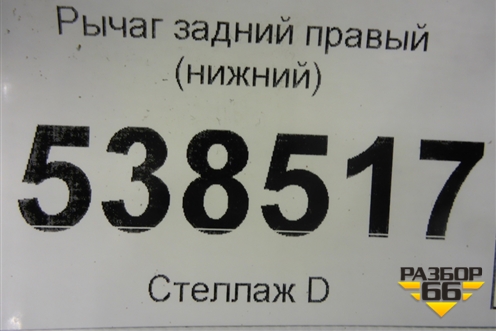 Рычаг задний правый
(нижний)
538517
Стеллаж D
РАЗБОР
66